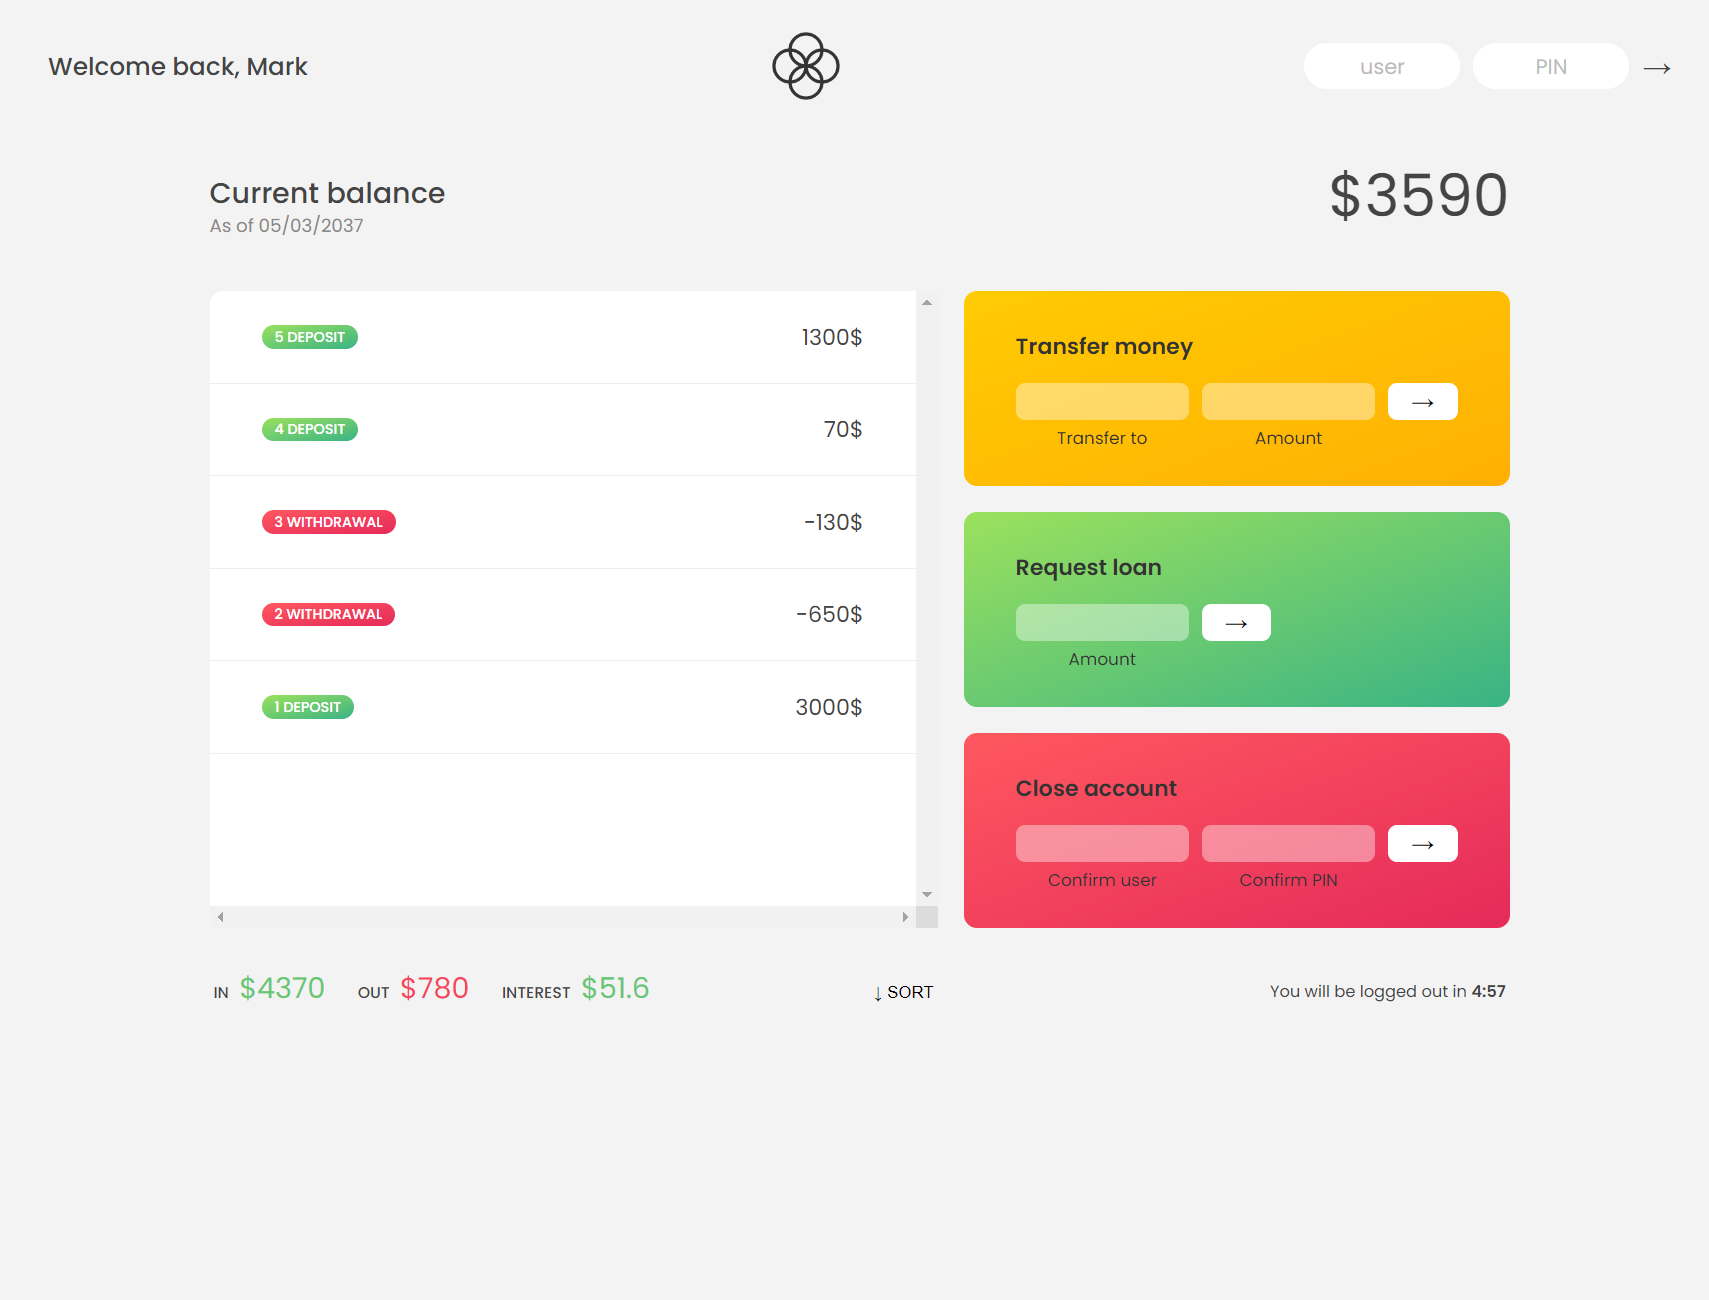 Welcome back, Mark
user
PIN
→
Current balance
As of 05/03/2037
$3590
5 DEPOSIT 1300$
4 DEPOSIT 70$
3 WITHDRAWAL -130$
2 WITHDRAWAL -650$
1 DEPOSIT 3000$
Transfer money
→
Transfer to Amount
Request loan
→
Amount
Close account
→
Confirm user Confirm PIN
IN $4370 OUT $780 INTEREST $51.6
↓ SORT
You will be logged out in 4:57